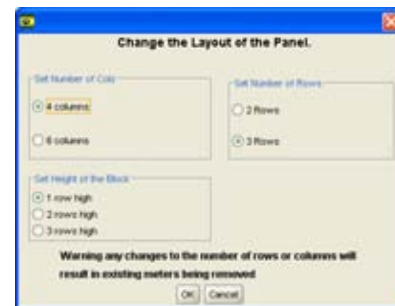 Change the Layout of the Panel.
Set Number of Cols
4 columns
6 columns
Set Number of Rows
2 Rows
3 Rows
Set Height of the Block
1 row high
2 rows high
3 rows high
Warning any changes to the number of rows or columns will
result in existing meters being removed
OK
Cancel